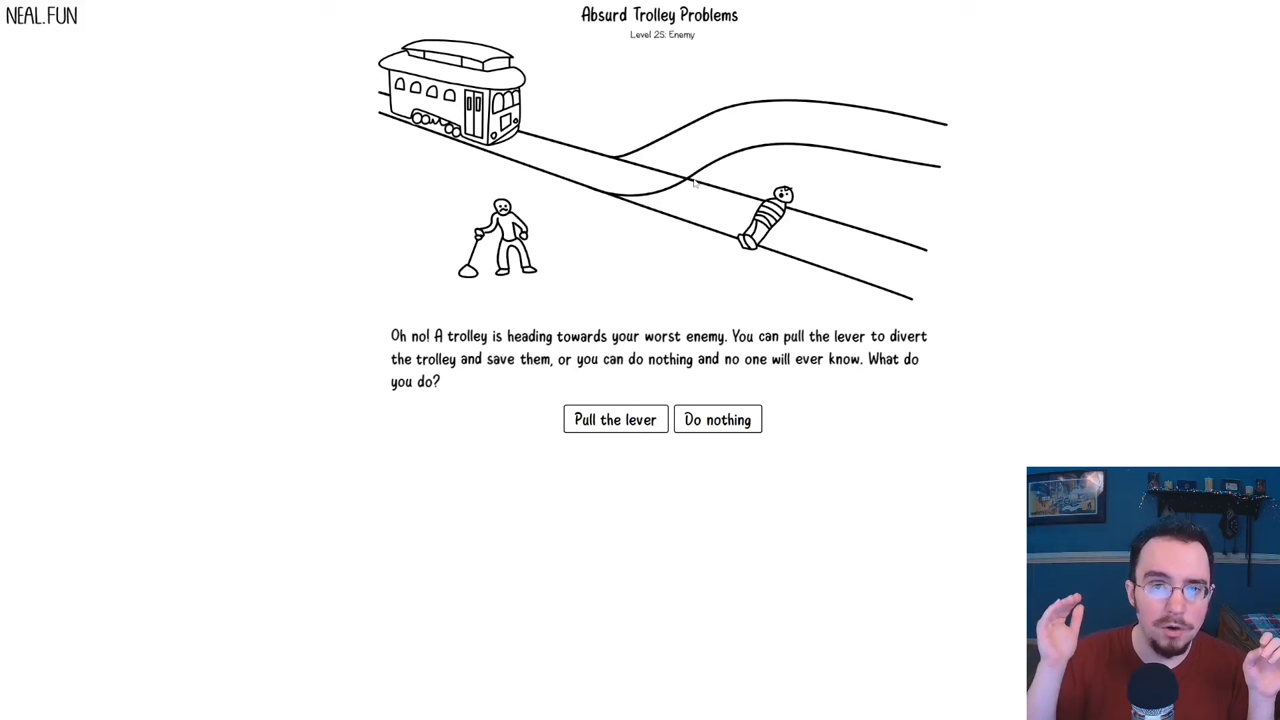 NEAL.FUN
Absurd Trolley Problems
Level 25: Enemy
Oh no! A trolley is heading towards your worst enemy. You can pull the lever to divert
the trolley and save them, or you can do nothing and no one will ever know. What do
you do?
Pull the lever
Do nothing